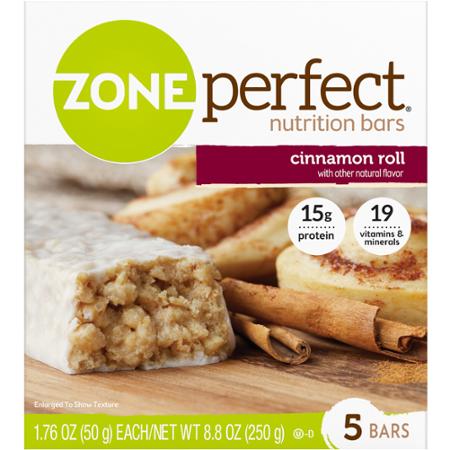 ZONE perfect®
nutrition bars
cinnamon roll
with other natural flavor
15g
protein
19
vitamins &
minerals
Enlarged To Show Texture
1.76 OZ (50 g) EACH/NET WT 8.8 OZ (250 g)
U-D
5 BARS